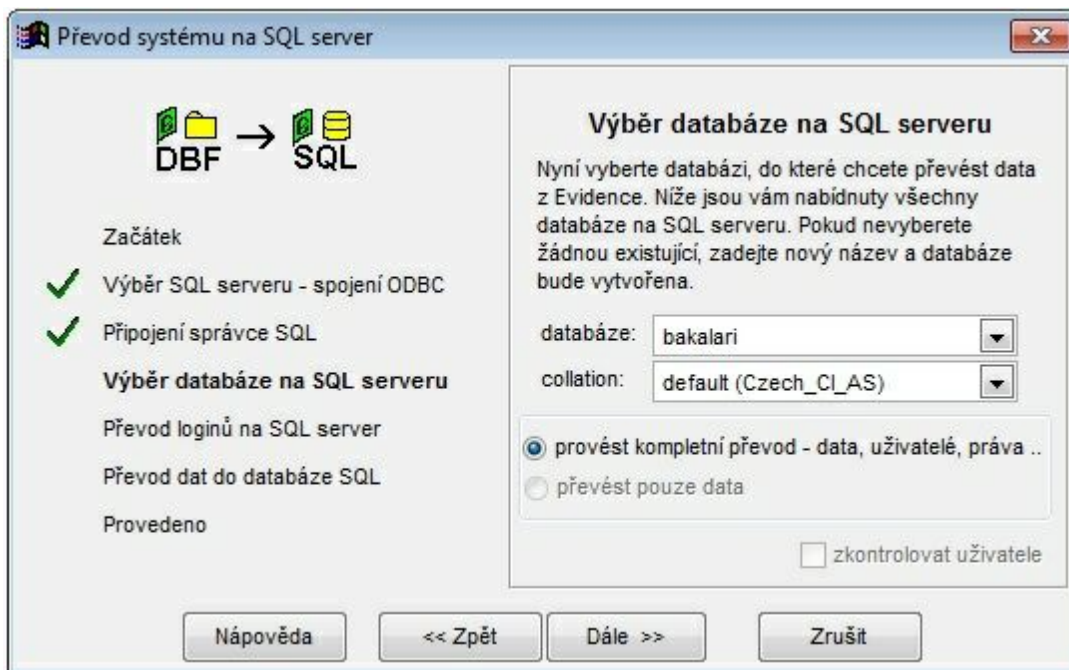 Převod systému na SQL server
DBF → SQL
Začátek
Výběr SQL serveru - spojení ODBC
Připojení správce SQL
Výběr databáze na SQL serveru
Převod loginů na SQL server
Převod dat do databáze SQL
Provedeno
Výběr databáze na SQL serveru
Nyní vyberte databázi, do které chcete převést data
z Evidence. Níže jsou vám nabídnuty všechny
databáze na SQL serveru. Pokud nevyberete
žádnou existující, zadejte nový název a databáze
bude vytvořena.
databáze: bakalari
collation: default (Czech_CI_AS)
provést kompletní převod - data, uživatelé, práva ..
převést pouze data
zkontrolovat uživatele
Nápověda << Zpět Dále >> Zrušit